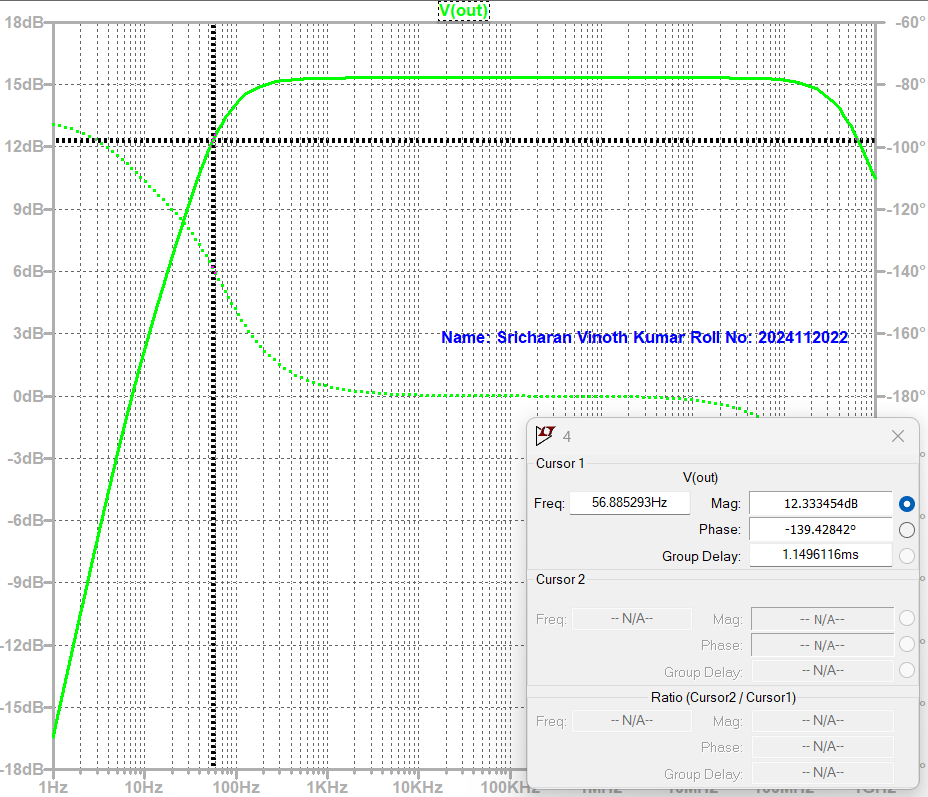 V(out)
18dB
-60°
15dB
-80°
12dB
-100°
9dB
-120°
6dB
-140°
3dB
-160°
Name: Sricharan Vinoth Kumar Roll No: 2024112022
0dB
-180°
-3dB
4
Cursor 1
V(out)
Freq: 56.885293Hz Mag: 12.333454dB
Phase: -139.42842°
Group Delay: 1.1496116ms
-6dB
-9dB
Cursor 2
Freq: -- N/A-- Mag: -- N/A--
Phase: -- N/A--
Group Delay: -- N/A--
-12dB
-15dB
Ratio (Cursor2 / Cursor1)
Freq: -- N/A-- Mag: -- N/A--
Phase: -- N/A--
Group Delay: -- N/A--
-18dB
1Hz 10Hz 100Hz 1KHz 10KHz 100KHz 1MHz 10MHz 100MHz 1GHz